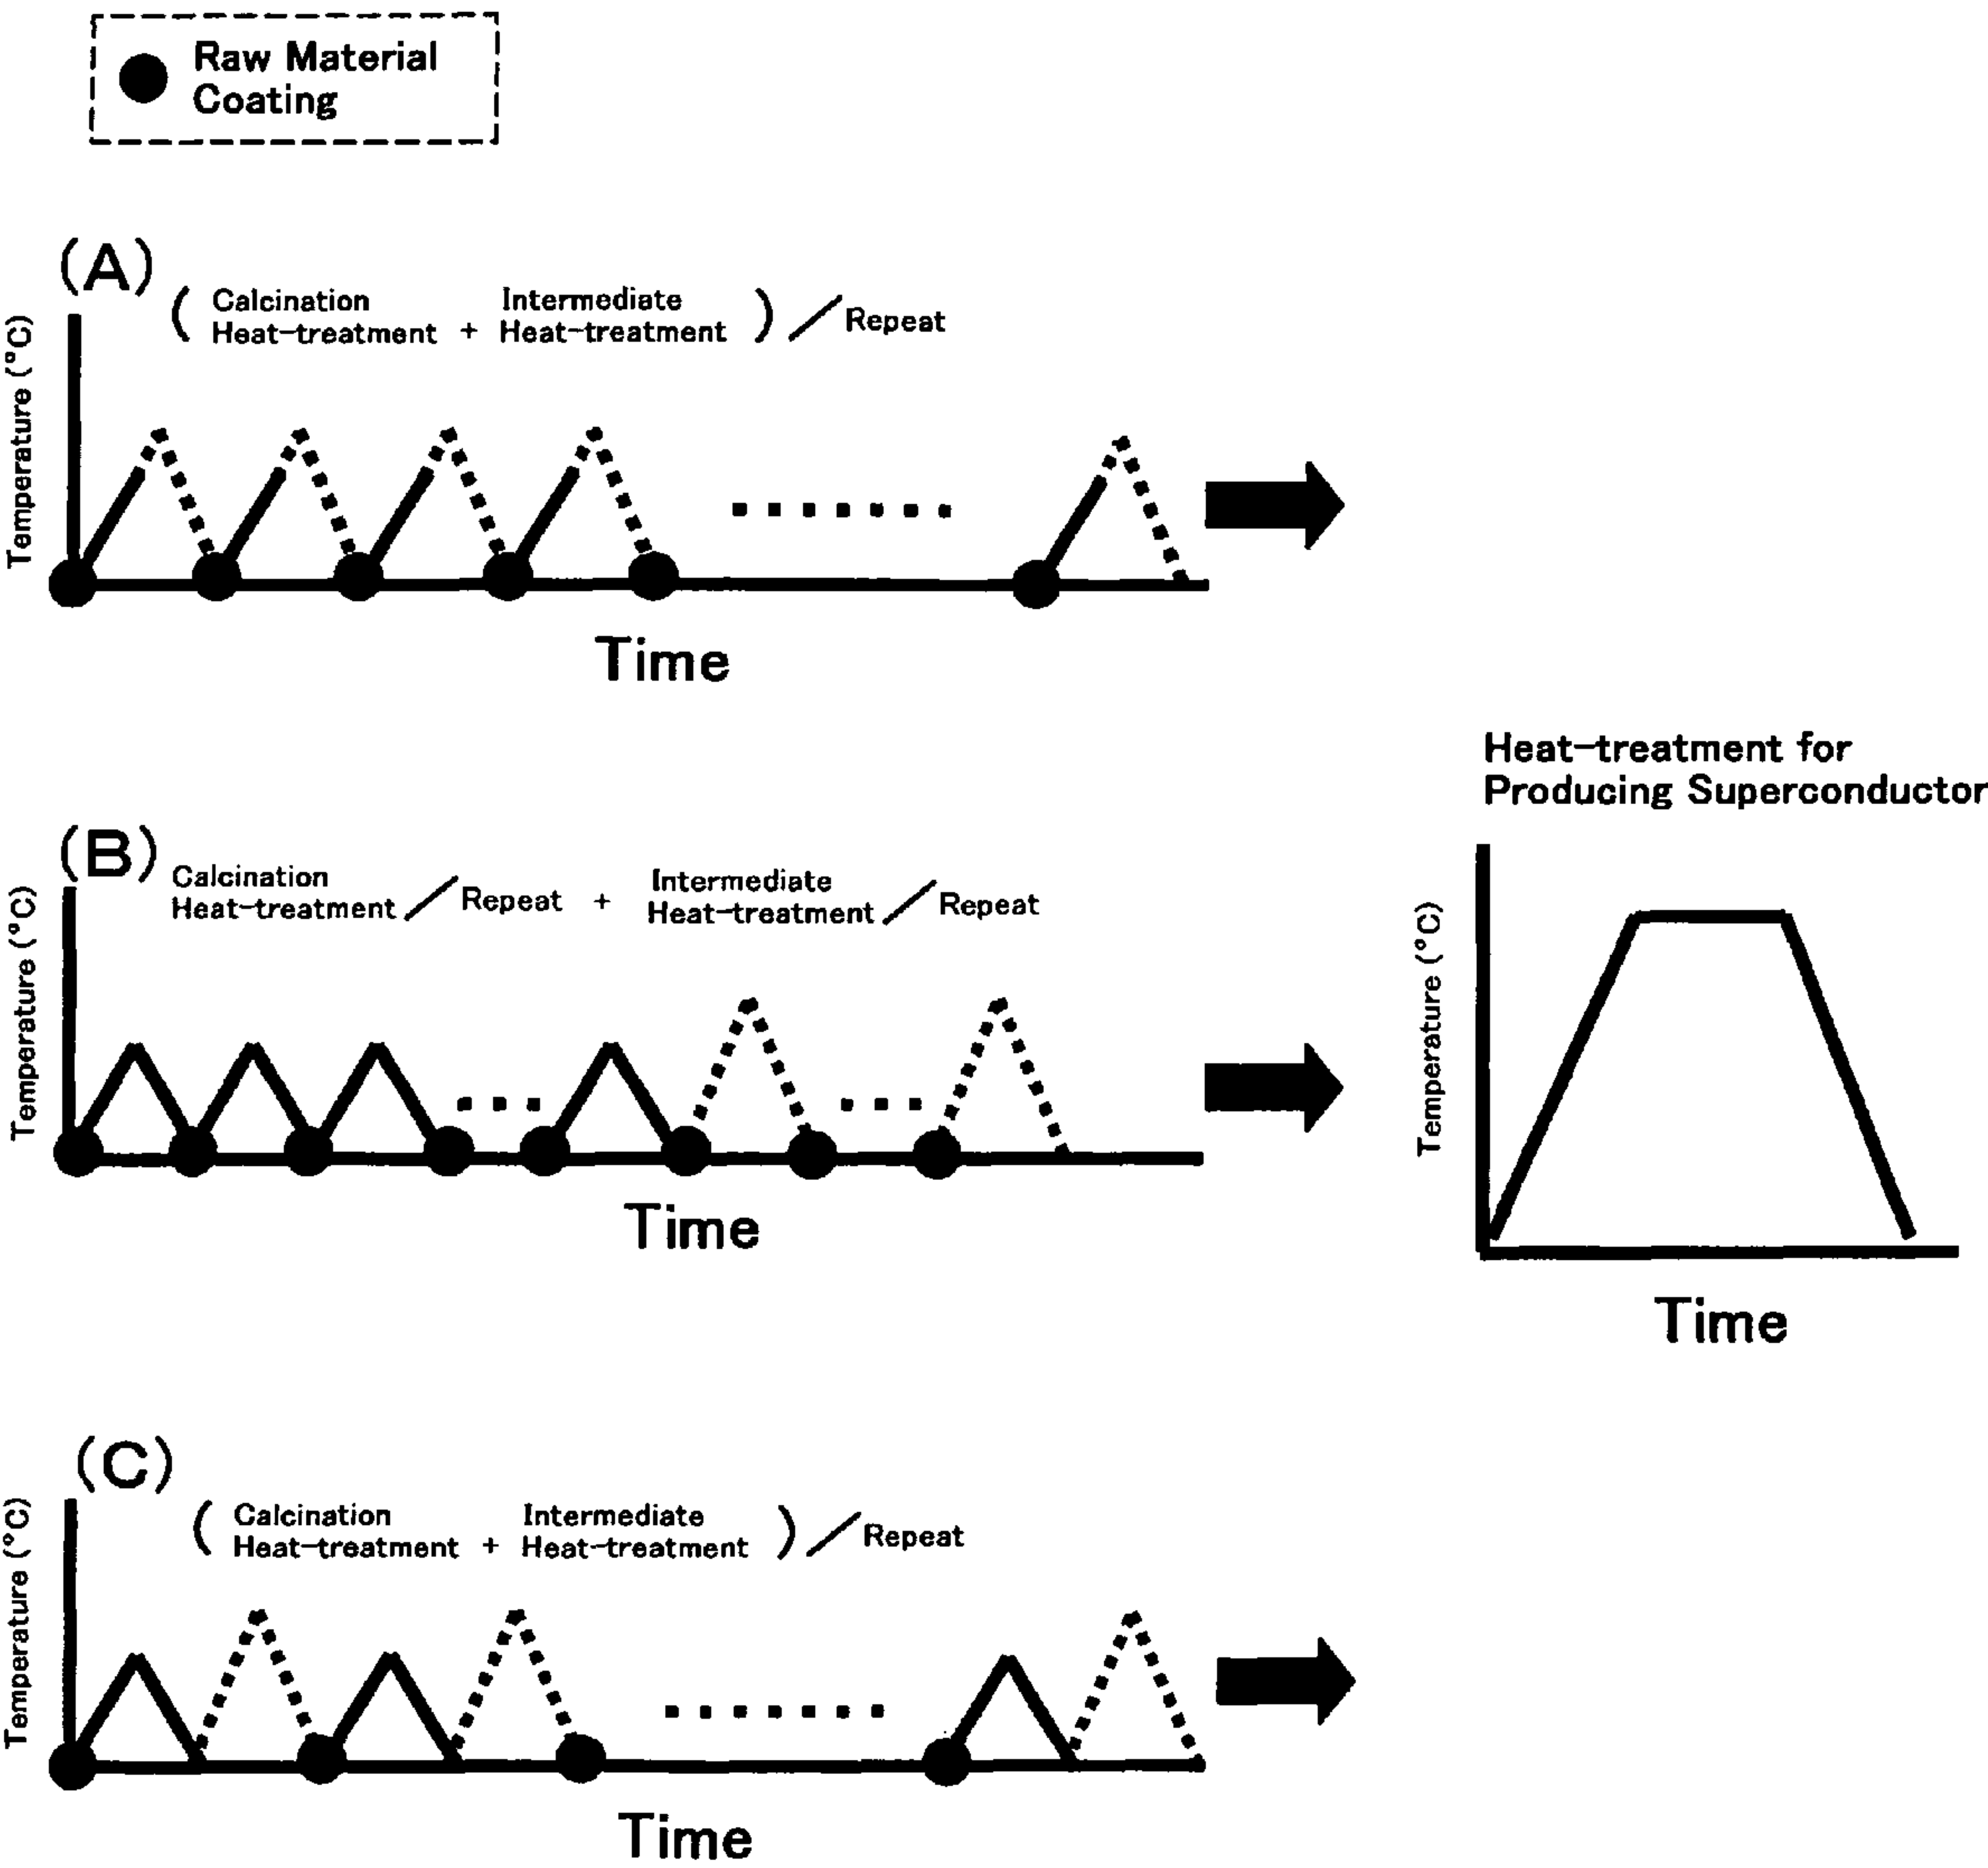 Raw Material
Coating
(A)
( Calcination Heat-treatment + Intermediate Heat-treatment ) / Repeat
Temperature (°C)
Time
(B)
Calcination Heat-treatment / Repeat + Intermediate Heat-treatment / Repeat
Temperature (°C)
Time
Heat-treatment for
Producing Superconductor
Temperature (°C)
Time
(C)
( Calcination Heat-treatment + Intermediate Heat-treatment ) / Repeat
Temperature (°C)
Time